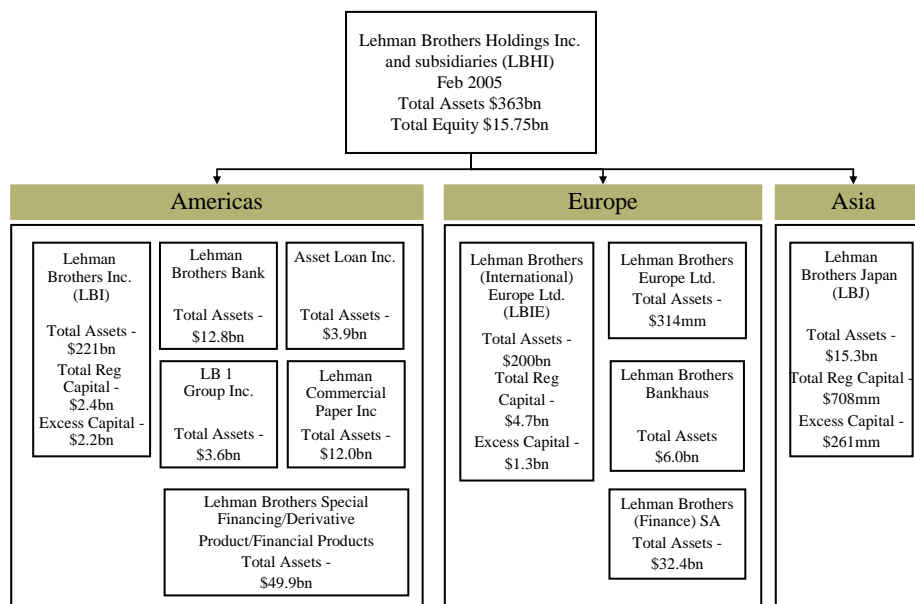 Lehman Brothers Holdings Inc.
and subsidiaries (LBHI)
Feb 2005
Total Assets $363bn
Total Equity $15.75bn
Americas
Lehman
Brothers Inc.
(LBI)
Total Assets -
$221bn
Total Reg
Capital -
$2.4bn
Excess Capital -
$2.2bn
Lehman
Brothers Bank
Total Assets -
$12.8bn
Asset Loan Inc.
Total Assets -
$3.9bn
LB 1
Group Inc.
Total Assets -
$3.6bn
Lehman
Commercial
Paper Inc
Total Assets -
$12.0bn
Lehman Brothers Special
Financing/Derivative
Product/Financial Products
Total Assets -
$49.9bn
Europe
Lehman Brothers
(International)
Europe Ltd.
(LBIE)
Total Assets -
$200bn
Total Reg
Capital -
$4.7bn
Excess Capital -
$1.3bn
Lehman Brothers
Europe Ltd.
Total Assets -
$314mm
Lehman Brothers
Bankhaus
Total Assets
$6.0bn
Lehman Brothers
(Finance) SA
Total Assets -
$32.4bn
Asia
Lehman
Brothers Japan
(LBJ)
Total Assets -
$15.3bn
Total Reg Capital -
$708mm
Excess Capital -
$261mm